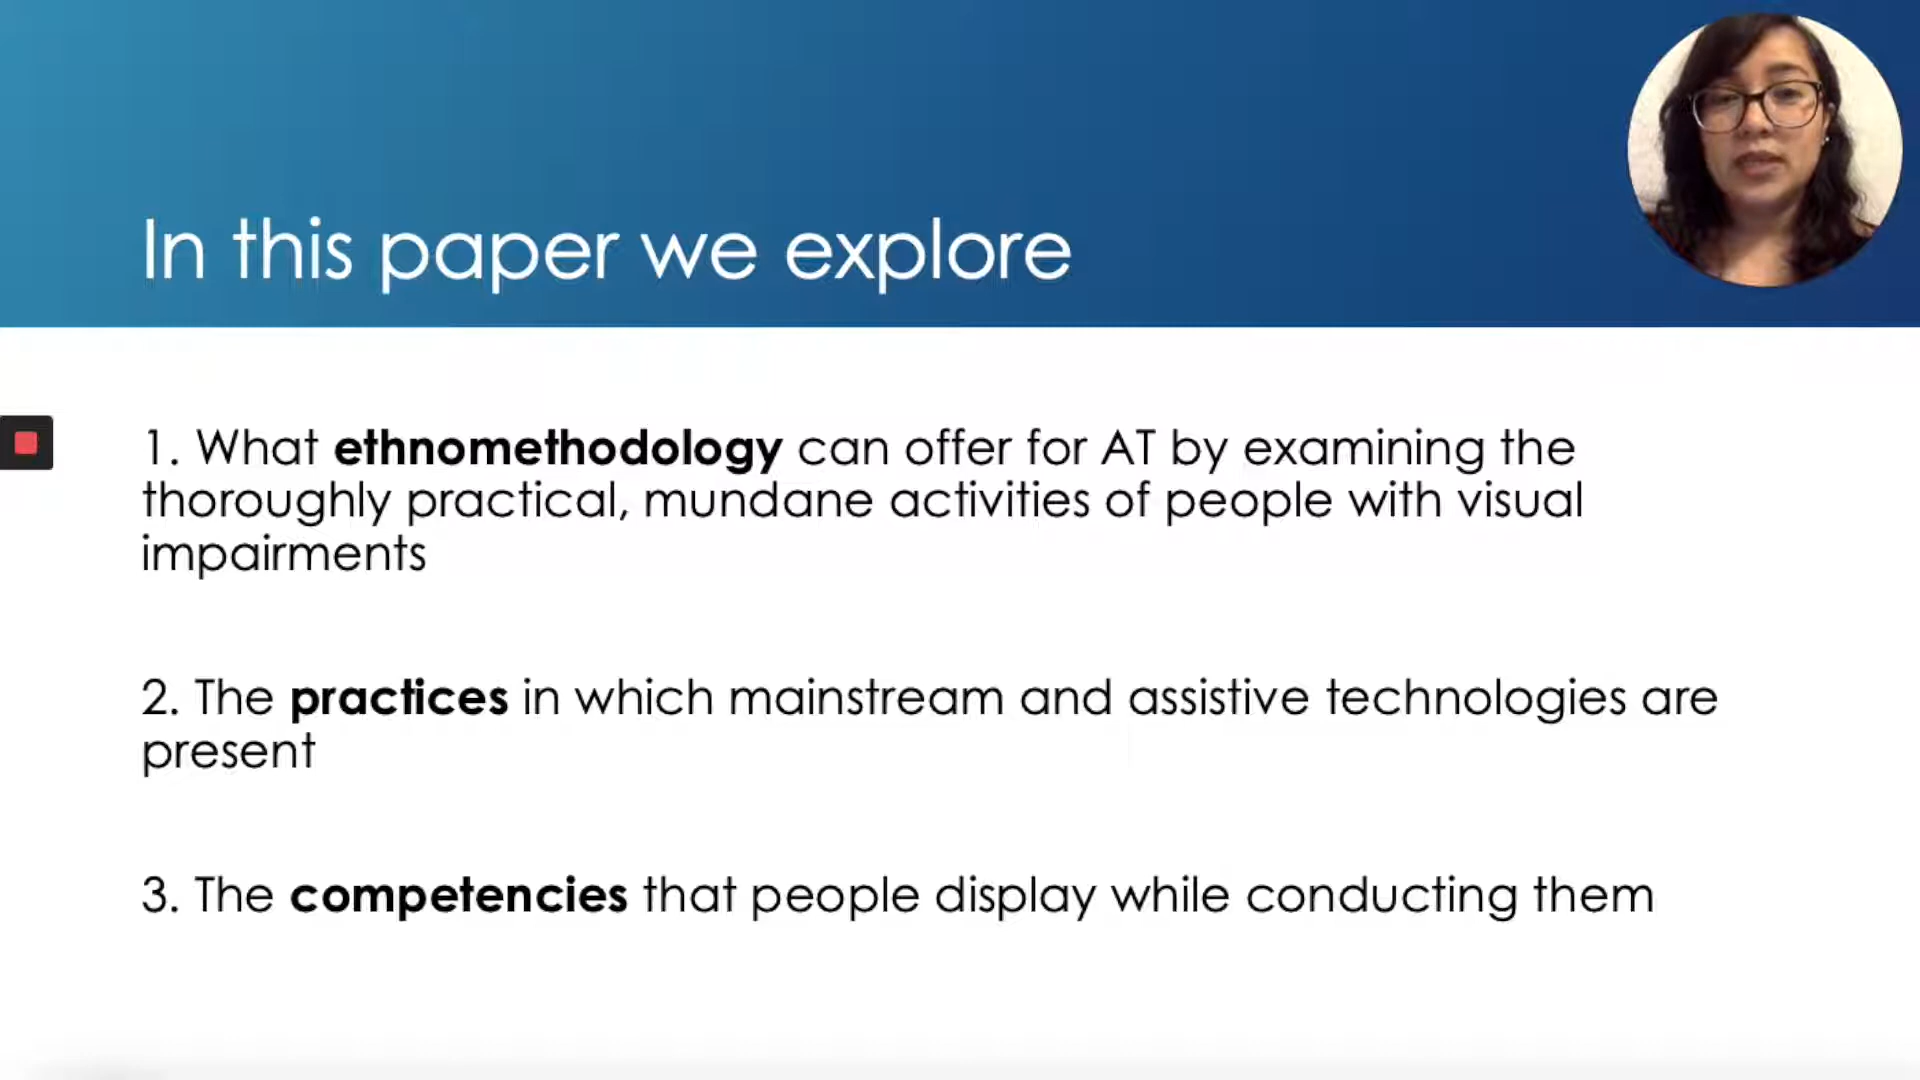 In this paper we explore
1. What ethnomethodology can offer for AT by examining the
thoroughly practical, mundane activities of people with visual
impairments
2. The practices in which mainstream and assistive technologies are
present
3. The competencies that people display while conducting them